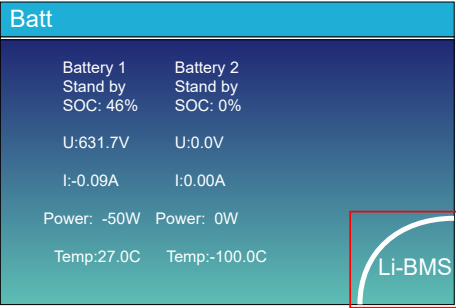 Batt
Battery 1 Battery 2
Stand by Stand by
SOC: 46% SOC: 0%
U:631.7V U:0.0V
I:-0.09A I:0.00A
Power: -50W Power: 0W
Temp:27.0C Temp:-100.0C
Li-BMS